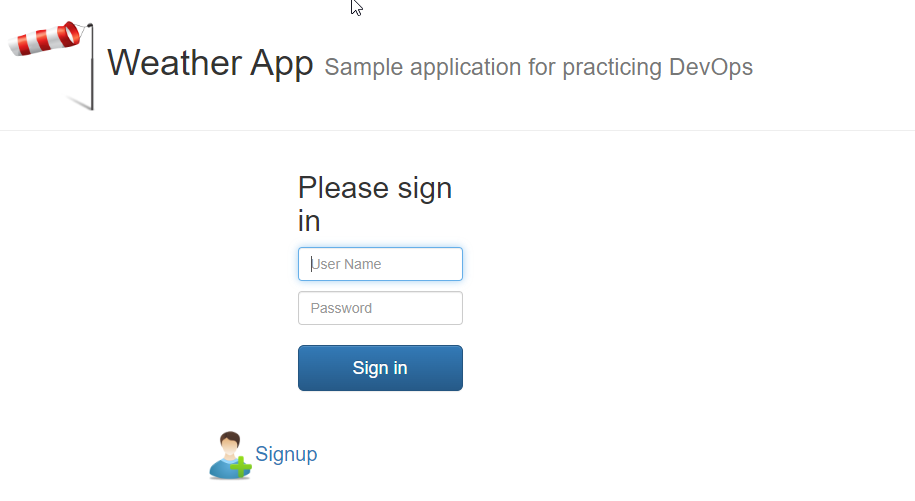 Weather App Sample application for practicing DevOps
Please sign
in
User Name
Password
Sign in
Signup